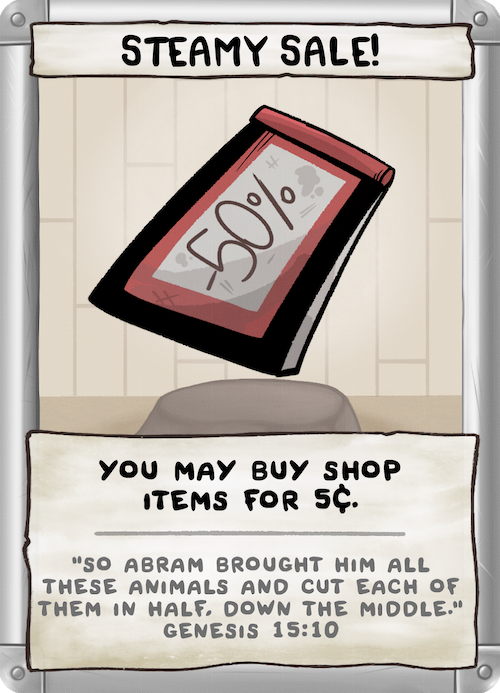 STEAMY SALE!
-50%
YOU MAY BUY SHOP
ITEMS FOR 5¢.
"SO ABRAM BROUGHT HIM ALL
THESE ANIMALS AND CUT EACH OF
THEM IN HALF, DOWN THE MIDDLE."
GENESIS 15:10